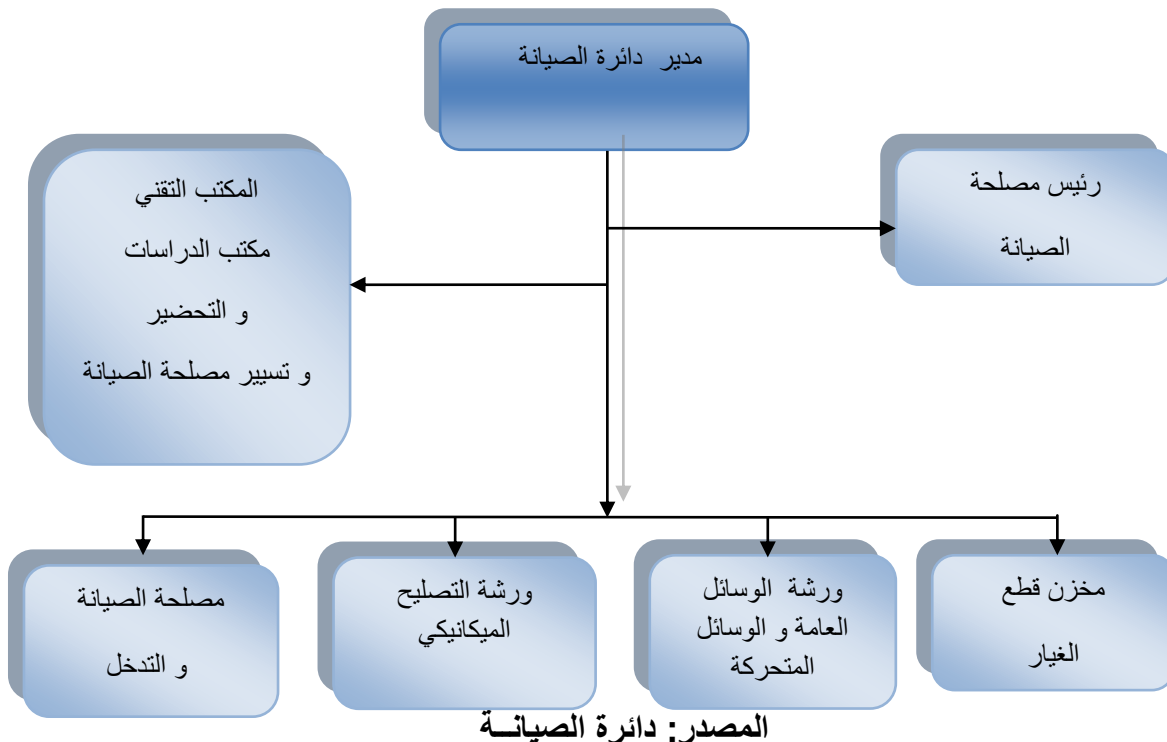 مدير دائرة الصيانة
رئيس مصلحة
الصيانة
المكتب التقني
مكتب الدراسات
و التحضير
و تسيير مصلحة الصيانة
مخزن قطع
الغيار
ورشة الوسائل
العامة و الوسائل
المتحركة
ورشة التصليح
الميكانيكي
مصلحة الصيانة
و التدخل
المصدر: دائرة الصيانــة